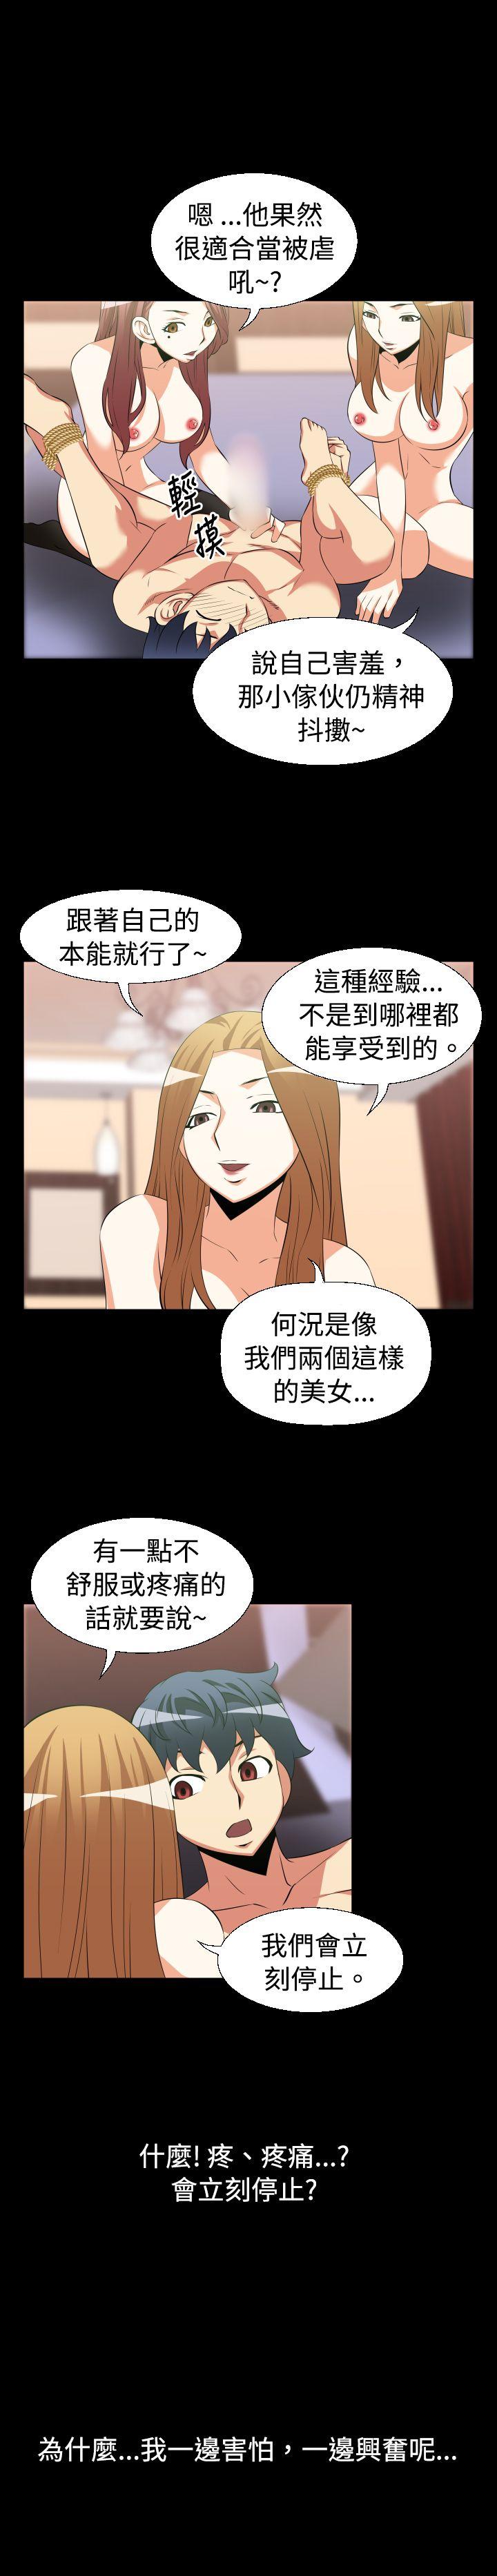 嗯...他果然
很適合當被虐
吼~?
輕
摸
說自己害羞，
那小傢伙仍精神
抖擻~
跟著自己的
本能就行了~
這種經驗...
不是到哪裡都
能享受到的。
何況是像
我們兩個這樣
的美女...
有一點不
舒服或疼痛的
話就要說~
我們會立
刻停止。
什麼! 疼、疼痛...?
會立刻停止?
為什麼...我一邊害怕，一邊興奮呢...